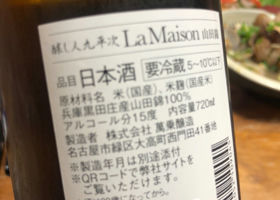 醸し人九平次 La Maison 山田錦
品目 日本酒 要冷蔵 5~10℃以下
原材料名 米(国産)、米麹(国産米)
兵庫黒田庄産山田錦100%
アルコール分15度 内容量720ml
製造者 株式会社 萬乗醸造
名古屋市緑区大高町西門田41番地
※製造年月は別途添付
※QRコードで弊社サイトを
ご覧いただけます。
になってから。